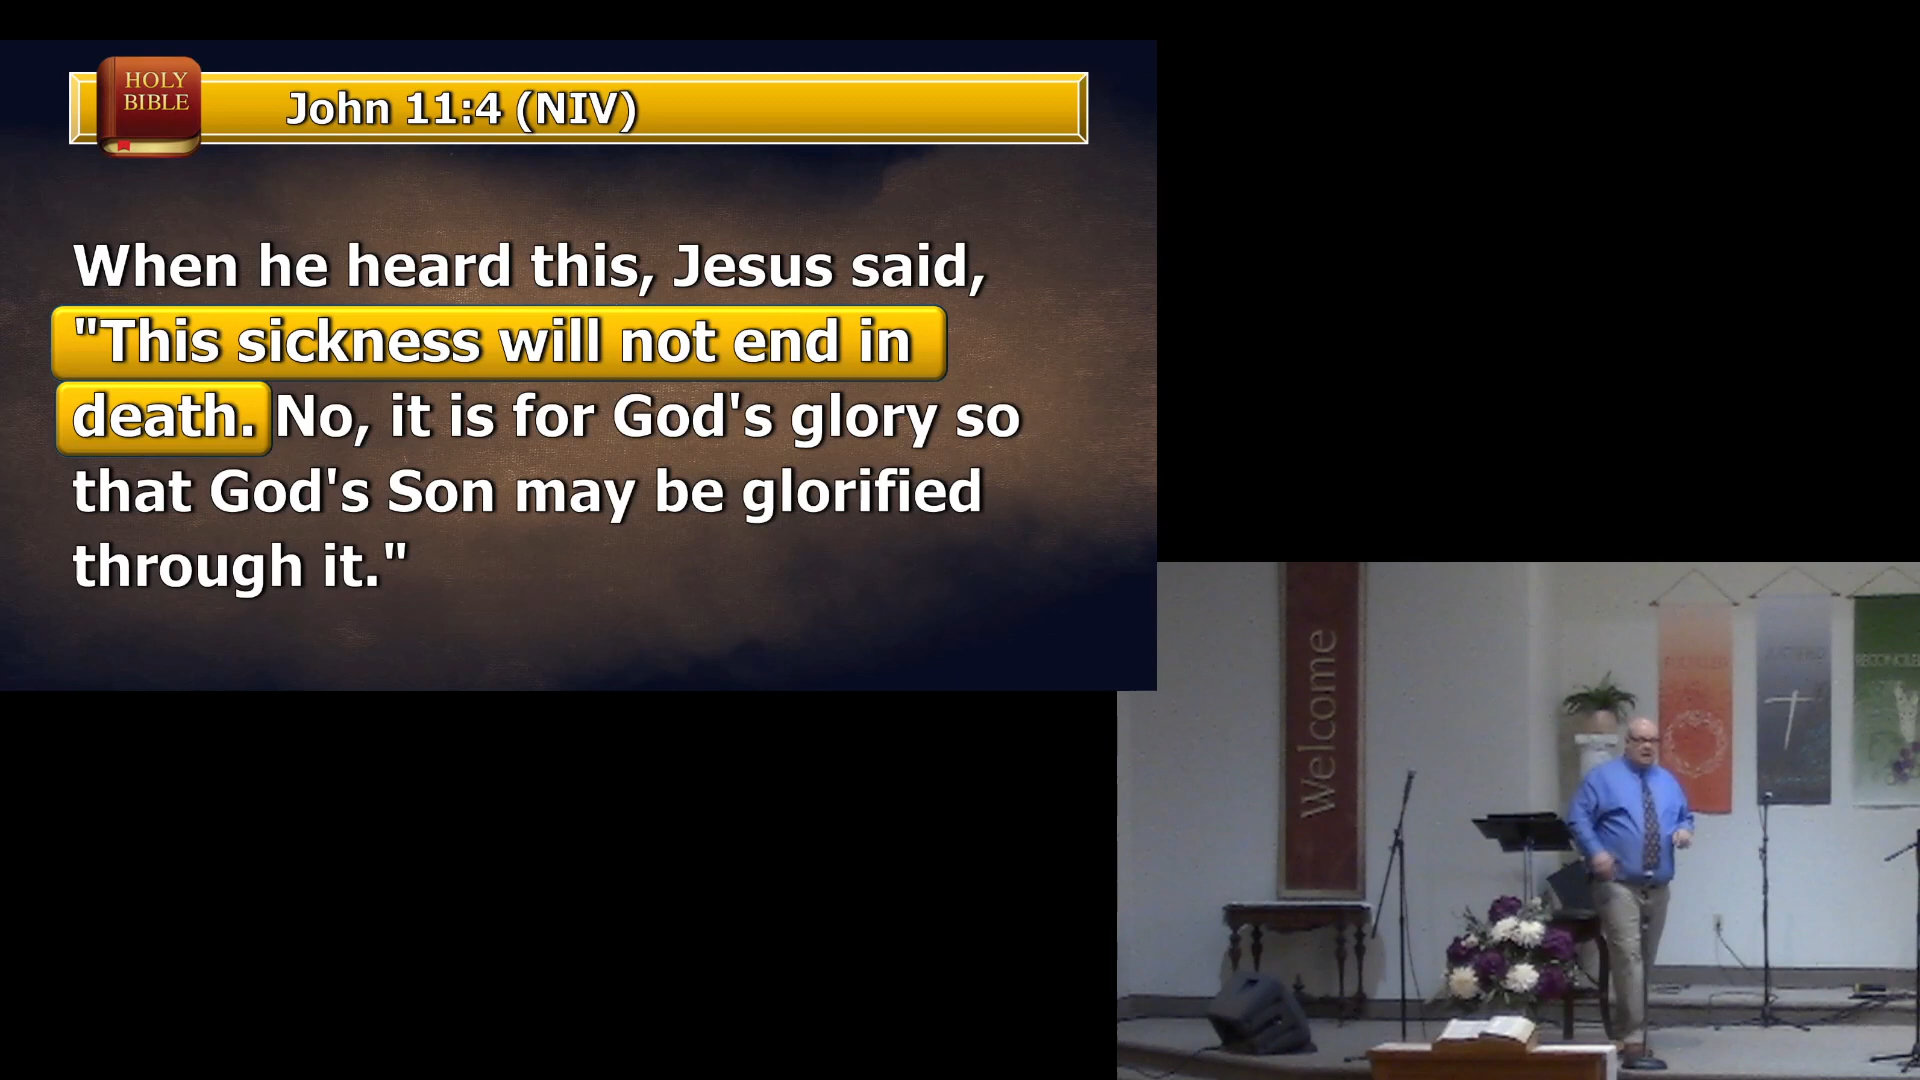 HOLY
BIBLE
John 11:4 (NIV)
When he heard this, Jesus said,
"This sickness will not end in
death. No, it is for God's glory so
that God's Son may be glorified
through it."
Welcome
RECONCILED